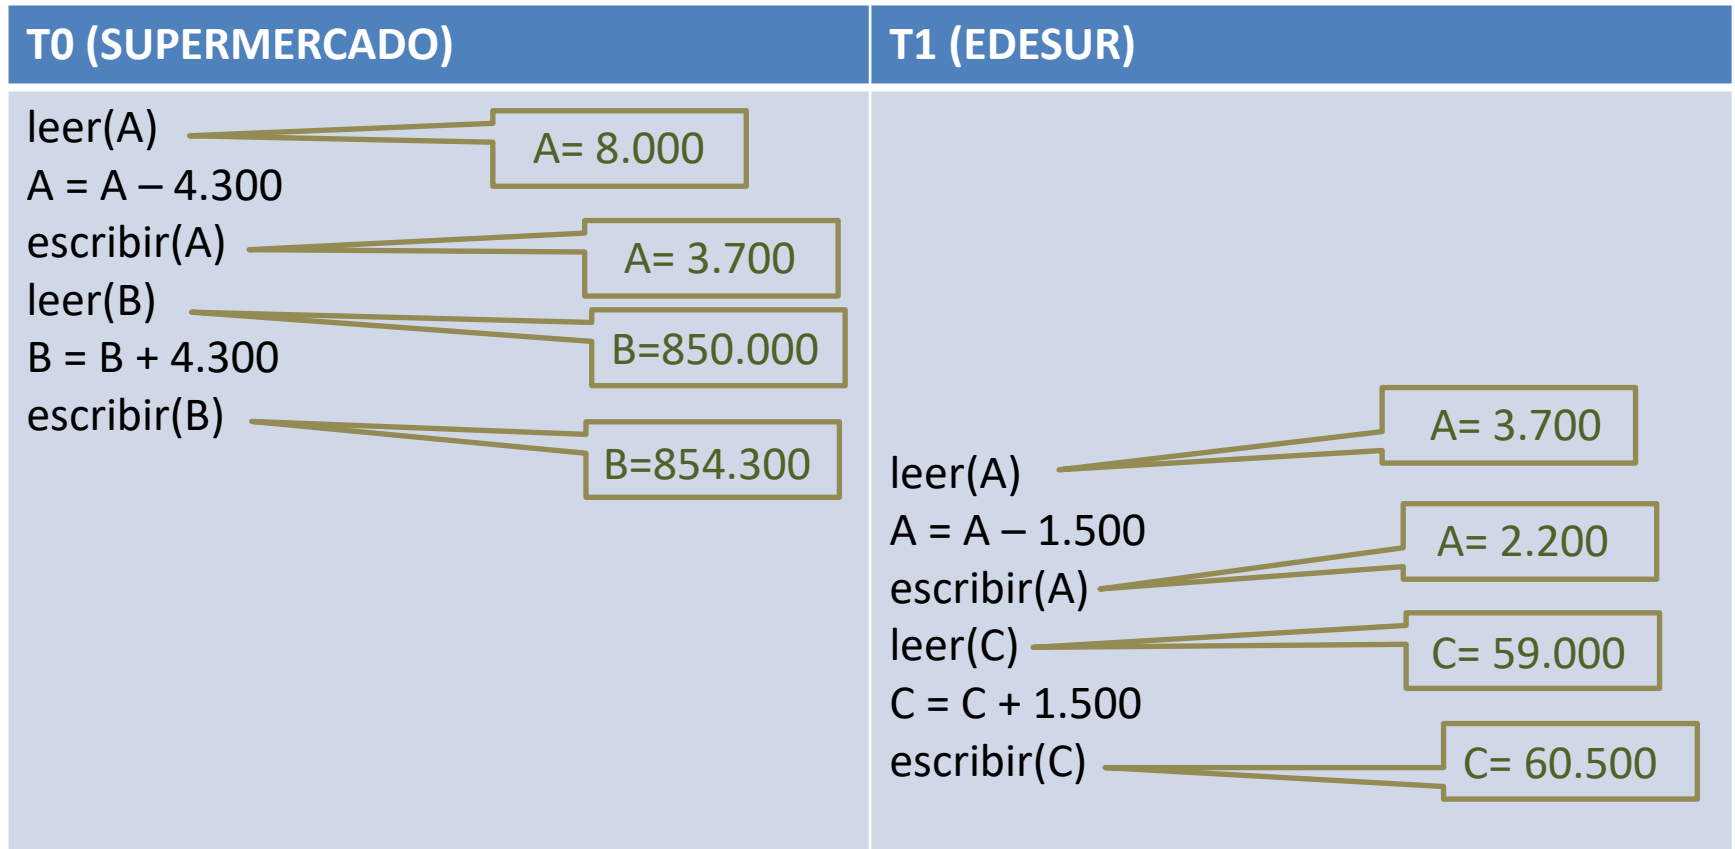 T0 (SUPERMERCADO)
T1 (EDESUR)
leer(A)
A= 8.000
A = A – 4.300
escribir(A)
A= 3.700
leer(B)
B=850.000
B = B + 4.300
escribir(B)
B=854.300
leer(A)
A= 3.700
A = A – 1.500
escribir(A)
A= 2.200
leer(C)
C= 59.000
C = C + 1.500
escribir(C)
C= 60.500